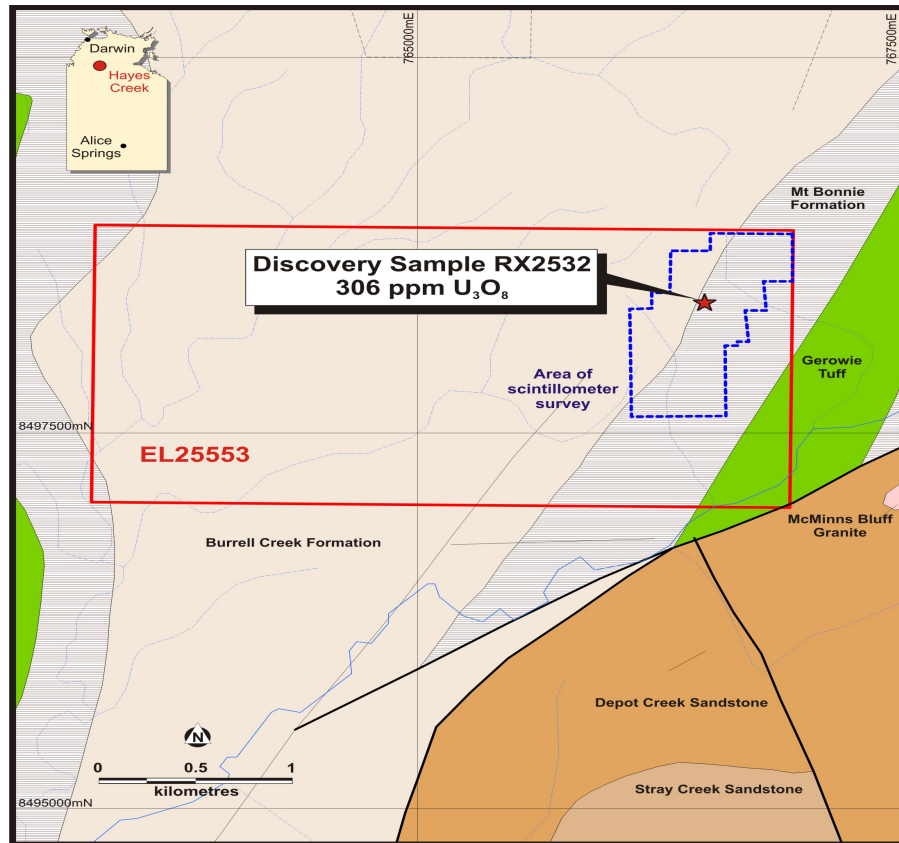 Darwin
Hayes
Creek
Alice
Springs
765000mE
767500mE
Mt Bonnie
Formation
Discovery Sample RX2532
306 ppm U₃O₈
Gerowie
Tuff
Area of
scintillometer
survey
8497500mN
EL25553
McMinns Bluff
Granite
Burrell Creek Formation
Depot Creek Sandstone
N
0 0.5 1
kilometres
Stray Creek Sandstone
8495000mN